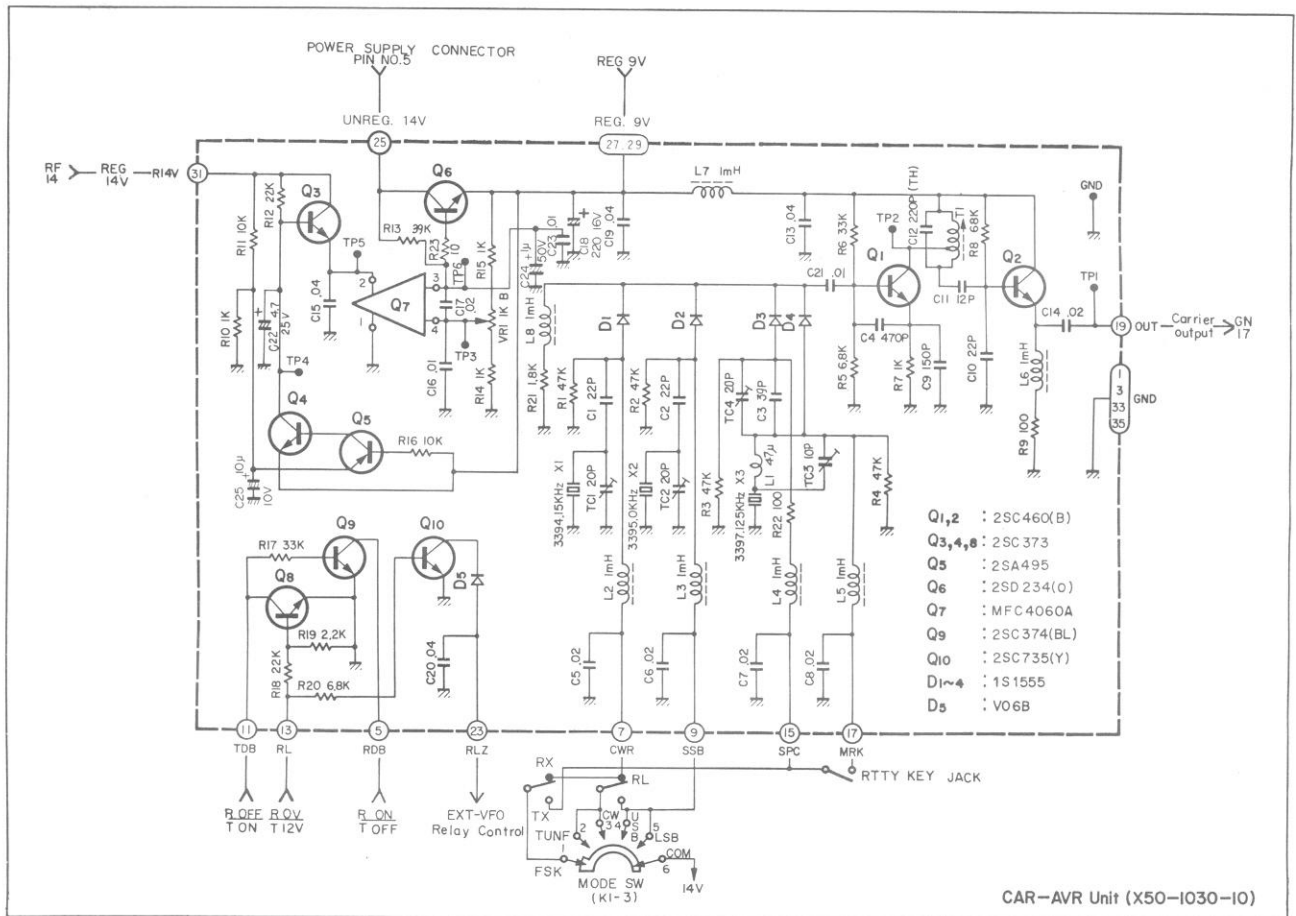 POWER SUPPLY CONNECTOR
PIN NO.5
REG 9V
UNREG. 14V
REG. 9V
25
27.29
RF
14
REG
14V
R14V
31
Q3
Q6
L7 1mH
GND
R12 22K
R11 10K
R13 39K
R23
10
TP5
TP6
R15 1K
C24 +1μ
50V
C23 .01
C18
220 16V
C19 .04
C13 .04
R6 33K
TP2
C12 220P (TH)
T1
R8 6.8K
Q1
Q2
TP1
C21 .01
C11 12P
C14 .02
19
OUT
Carrier
output
GN
17
2
3
Q7
1
4
C17
.02
VR1 1K B
TP3
C15 .04
C16 .01
R14 1K
R10 1K
C22 4.7
25V
TP4
L8 1mH
R21 1.8K
D1
D2
D3
D4
C4 470P
R5 6.8K
R7 1K
C9 150P
C10 22P
L6 1mH
R9 100
1
3
33
35
GND
Q4
Q5
R16 10K
C25 10μ
10V
R1 47K
C1 22P
R2 47K
C2 22P
TC4 20P
C3 39P
3394.15KHz X1
TC1 20P
3395.0KHz X2
TC2 20P
R3 47K
L1 47μ
3397.125KHz X3
TC3 10P
R22 100
R4 47K
Q9
Q10
R17 33K
Q8
D5
R19 2.2K
R18 22K
R20 6.8K
C20 .04
L2 1mH
L3 1mH
L4 1mH
L5 1mH
C5 .02
C6 .02
C7 .02
C8 .02
Q1,2 : 2SC460(B)
Q3,4,8 : 2SC373
Q5 : 2SA495
Q6 : 2SD234(O)
Q7 : MFC4060A
Q9 : 2SC374(BL)
Q10 : 2SC735(Y)
D1~4 : 1S1555
D5 : V06B
11
13
5
23
7
9
15
17
TDB
RL
RDB
RLZ
CWR
SSB
SPC
MRK
R OFF
T ON
R 0V
T 12V
R ON
T OFF
EXT-VFO
Relay Control
RX
TX
RL
RTTY KEY JACK
TUNF
2
CW
3
4
USB
5
LSB
1
FSK
COM
6
14V
MODE SW
(K1-3)
CAR-AVR Unit (X50-1030-10)